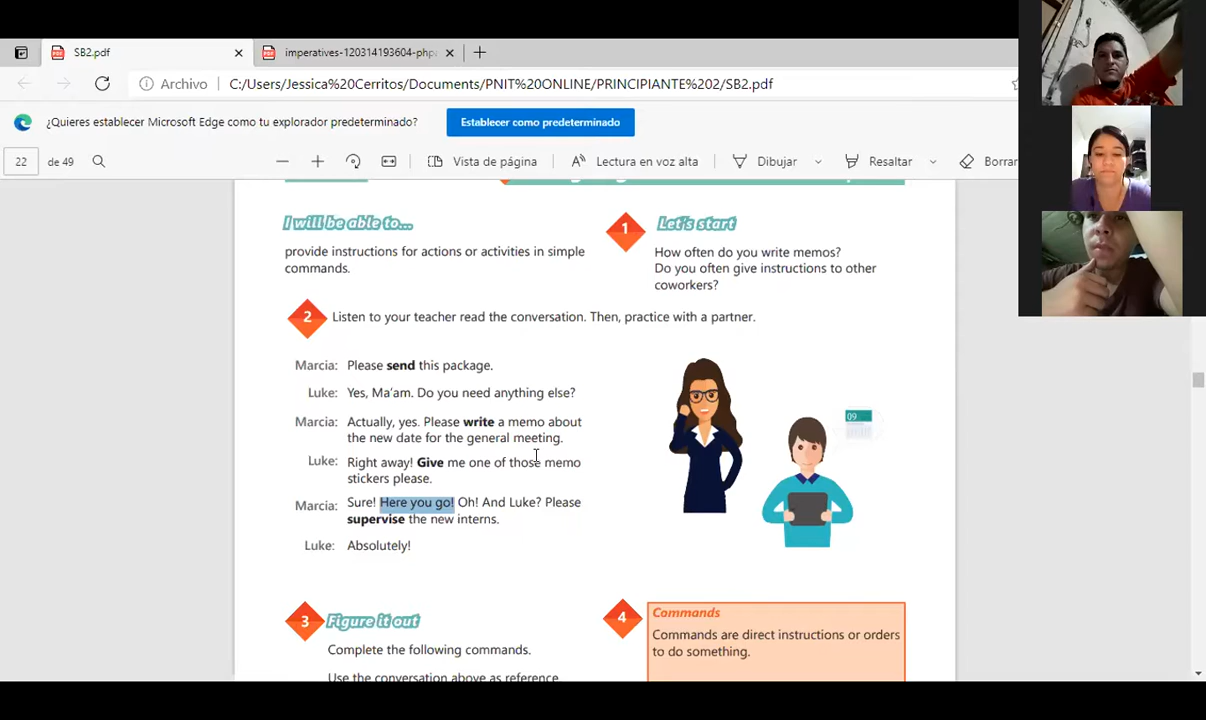 SB2.pdf
imperatives-120314193604-php
Archivo
C:/Users/Jessica%20Cerritos/Documents/PNIT%20ONLINE/PRINCIPIANTE%202/SB2.pdf
¿Quieres establecer Microsoft Edge como tu explorador predeterminado?
Establecer como predeterminado
22
de 49
Vista de página
Lectura en voz alta
Dibujar
Resaltar
Borrar
I will be able to...
provide instructions for actions or activities in simple
commands.
1
Let's start
How often do you write memos?
Do you often give instructions to other
coworkers?
2
Listen to your teacher read the conversation. Then, practice with a partner.
Marcia: Please send this package.
Luke: Yes, Ma'am. Do you need anything else?
Marcia: Actually, yes. Please write a memo about
the new date for the general meeting.
Luke: Right away! Give me one of those memo
stickers please.
Marcia: Sure! Here you go! Oh! And Luke? Please
supervise the new interns.
Luke: Absolutely!
09
3
Figure it out
Complete the following commands.
Use the conversation above as reference.
4
Commands
Commands are direct instructions or orders
to do something.